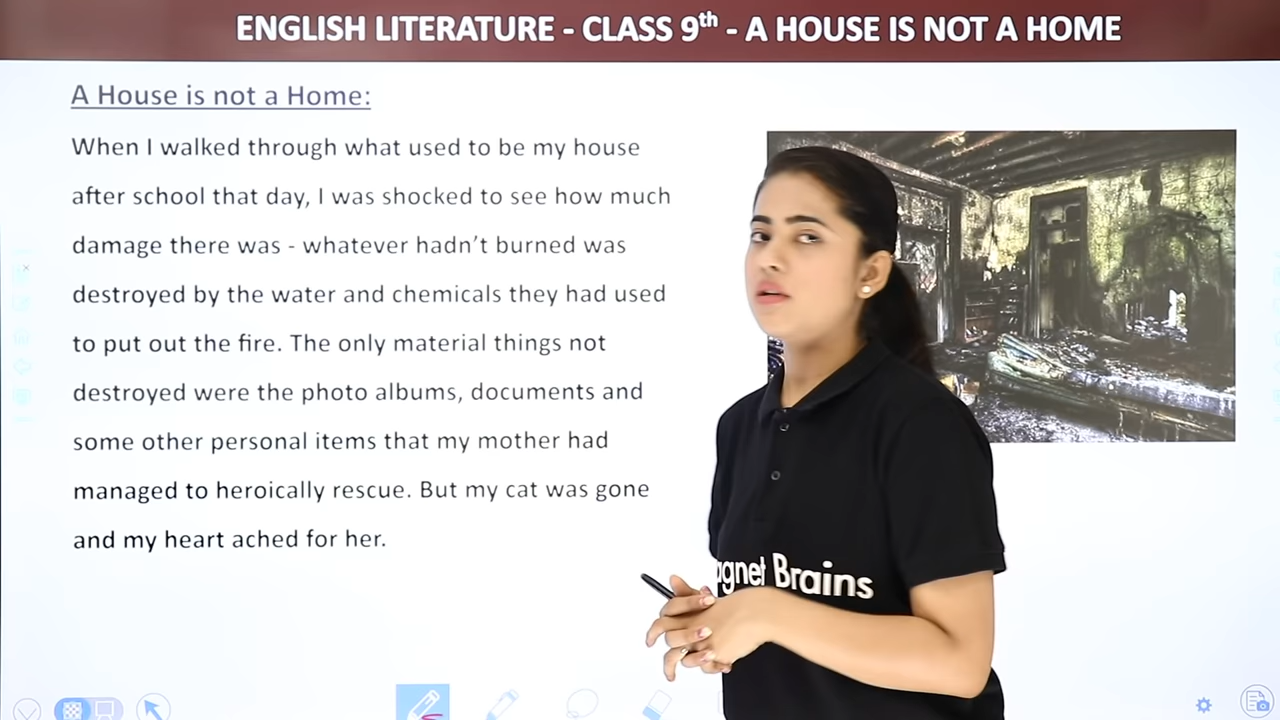 ENGLISH LITERATURE - CLASS 9th - A HOUSE IS NOT A HOME
A House is not a Home:
When I walked through what used to be my house
after school that day, I was shocked to see how much
damage there was - whatever hadn't burned was
destroyed by the water and chemicals they had used
to put out the fire. The only material things not
destroyed were the photo albums, documents and
some other personal items that my mother had
managed to heroically rescue. But my cat was gone
and my heart ached for her.
agnet Brains